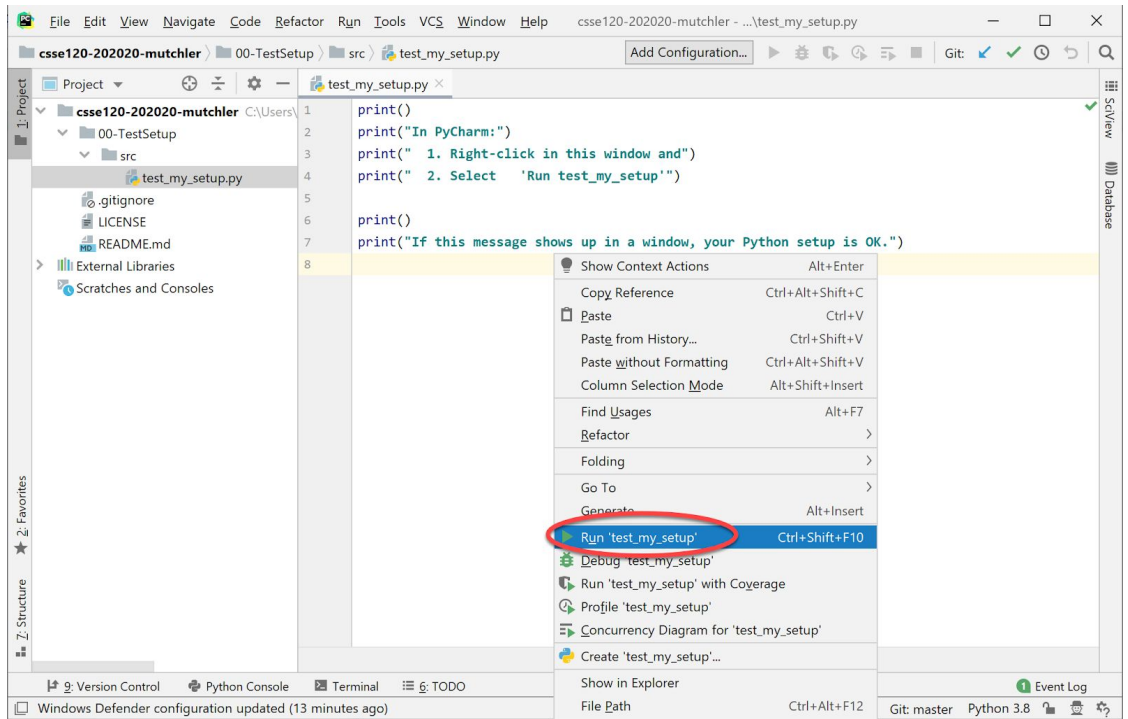 File Edit View Navigate Code Refactor Run Tools VCS Window Help csse120-202020-mutchler - ...\test_my_setup.py
csse120-202020-mutchler 00-TestSetup src test_my_setup.py Add Configuration... Git:
1: Project
Project
csse120-202020-mutchler C:\Users\
00-TestSetup
src
test_my_setup.py
.gitignore
LICENSE
README.md
External Libraries
Scratches and Consoles
2: Favorites
7: Structure
test_my_setup.py
1 print()
2 print("In PyCharm:")
3 print("  1. Right-click in this window and")
4 print("  2. Select   'Run test_my_setup'")
5
6 print()
7 print("If this message shows up in a window, your Python setup is OK.")
8
Show Context Actions Alt+Enter
Copy Reference Ctrl+Alt+Shift+C
Paste Ctrl+V
Paste from History... Ctrl+Shift+V
Paste without Formatting Ctrl+Alt+Shift+V
Column Selection Mode Alt+Shift+Insert
Find Usages Alt+F7
Refactor
Folding
Go To
Generate Alt+Insert
Run 'test_my_setup' Ctrl+Shift+F10
Debug 'test_my_setup'
Run 'test_my_setup' with Coverage
Profile 'test_my_setup'
Concurrency Diagram for 'test_my_setup'
Create 'test_my_setup'...
Show in Explorer
File Path Ctrl+Alt+F12
SciView
Database
9: Version Control Python Console Terminal 6: TODO 1 Event Log
Windows Defender configuration updated (13 minutes ago) Git: master Python 3.8